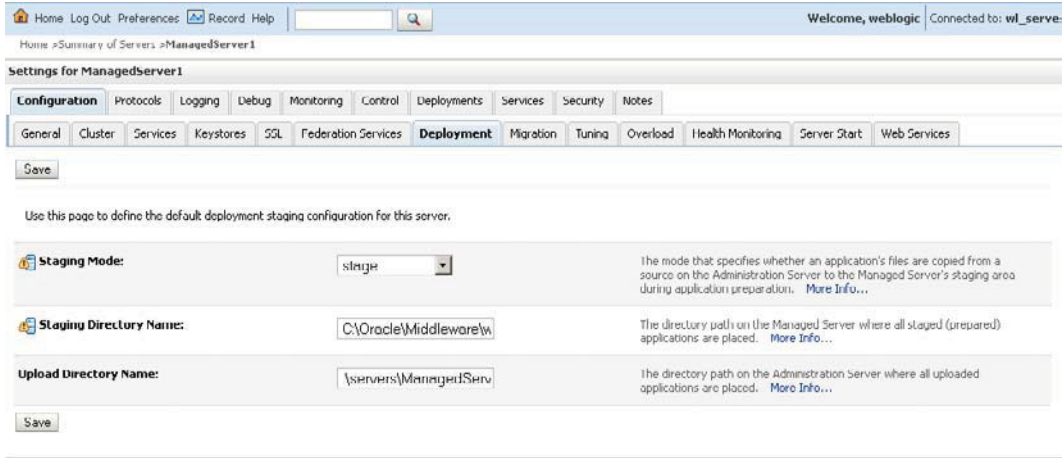 Home Log Out Preferences Record Help
Welcome, weblogic Connected to: wl_serve
Home >Summary of Servers >ManagedServer1
Settings for ManagedServer1
Configuration Protocols Logging Debug Monitoring Control Deployments Services Security Notes
General Cluster Services Keystores SSL Federation Services Deployment Migration Tuning Overload Health Monitoring Server Start Web Services
Save
Use this page to define the default deployment staging configuration for this server.
Staging Mode:
stage
The mode that specifies whether an application's files are copied from a
source on the Administration Server to the Managed Server's staging area
during application preparation. More Info...
Staging Directory Name:
C:\Oracle\Middleware\w
The directory path on the Managed Server where all staged (prepared)
applications are placed. More Info...
Upload Directory Name:
\servers\ManagedServ
The directory path on the Administration Server where all uploaded
applications are placed. More Info...
Save